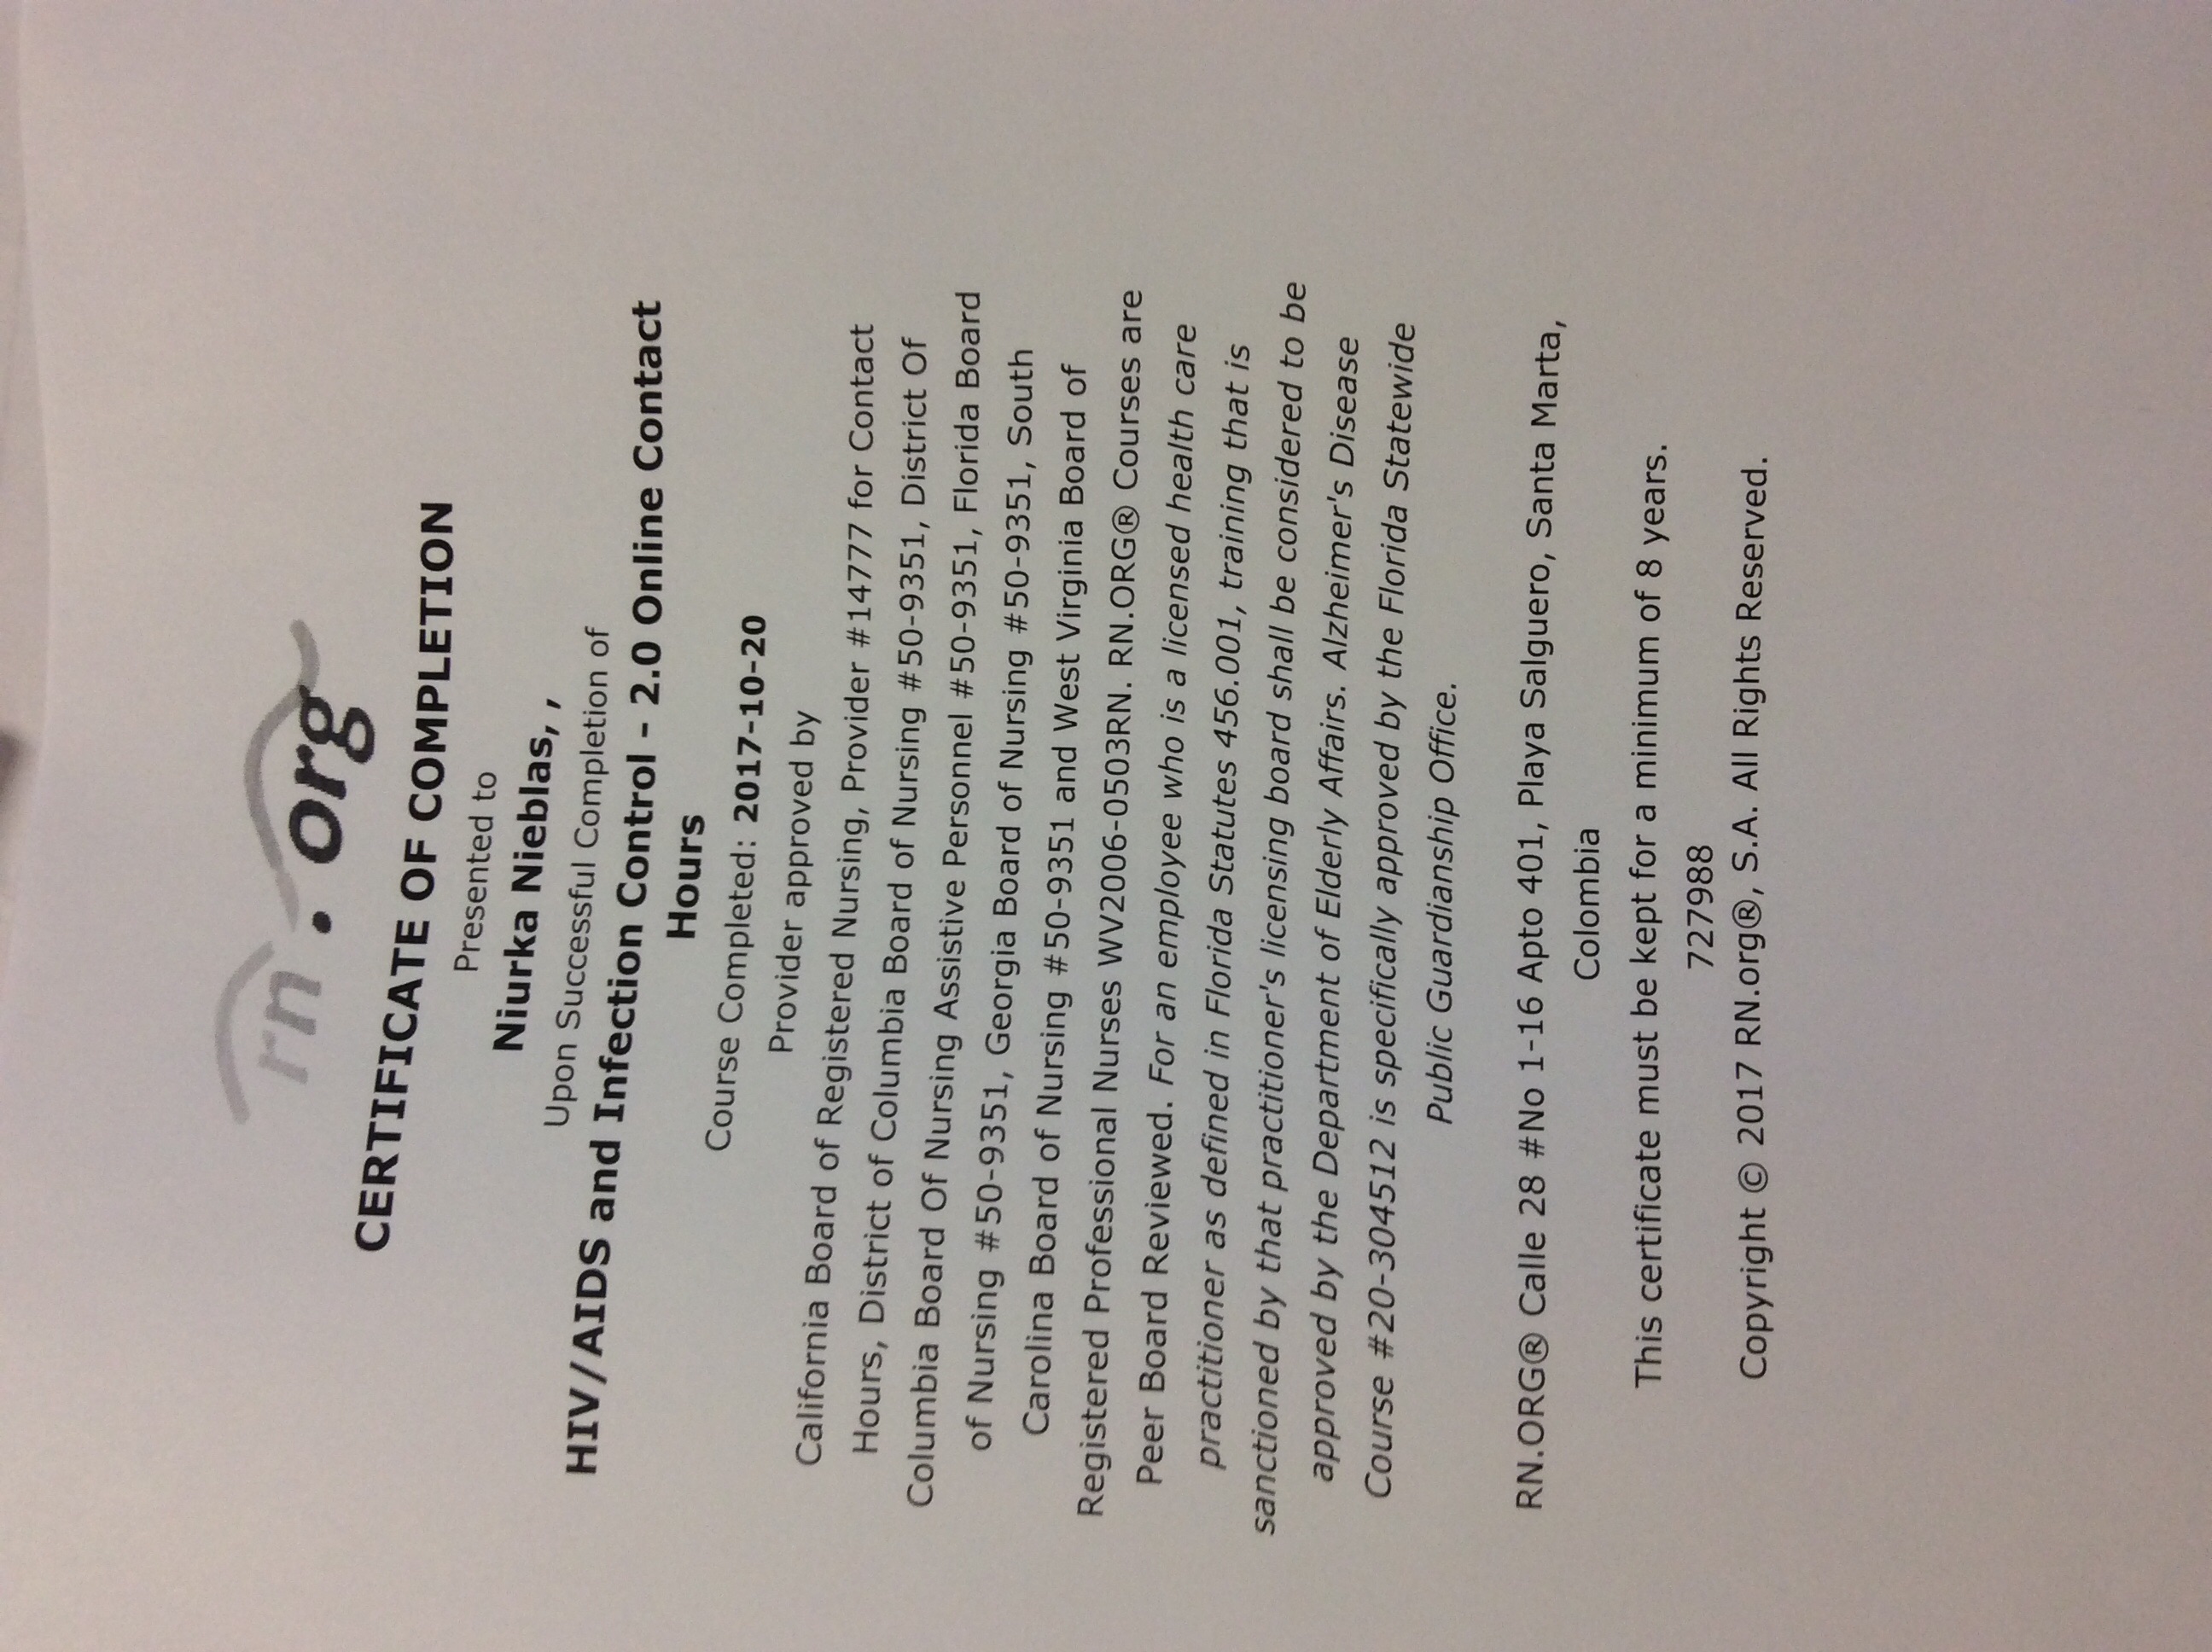 rn.org
CERTIFICATE OF COMPLETION
Presented to
Niurka Nieblas, ,
Upon Successful Completion of
HIV/AIDS and Infection Control - 2.0 Online Contact
Hours
Course Completed: 2017-10-20
Provider approved by
California Board of Registered Nursing, Provider #14777 for Contact
Hours, District of Columbia Board of Nursing #50-9351, District Of
Columbia Board Of Nursing Assistive Personnel #50-9351, Florida Board
of Nursing #50-9351, Georgia Board of Nursing #50-9351, South
Carolina Board of Nursing #50-9351 and West Virginia Board of
Registered Professional Nurses WV2006-0503RN. RN.ORG® Courses are
Peer Board Reviewed. For an employee who is a licensed health care
practitioner as defined in Florida Statutes 456.001, training that is
sanctioned by that practitioner's licensing board shall be considered to be
approved by the Department of Elderly Affairs. Alzheimer's Disease
Course #20-304512 is specifically approved by the Florida Statewide
Public Guardianship Office.
RN.ORG® Calle 28 #No 1-16 Apto 401, Playa Salguero, Santa Marta,
Colombia
This certificate must be kept for a minimum of 8 years.
727988
Copyright © 2017 RN.org®, S.A. All Rights Reserved.